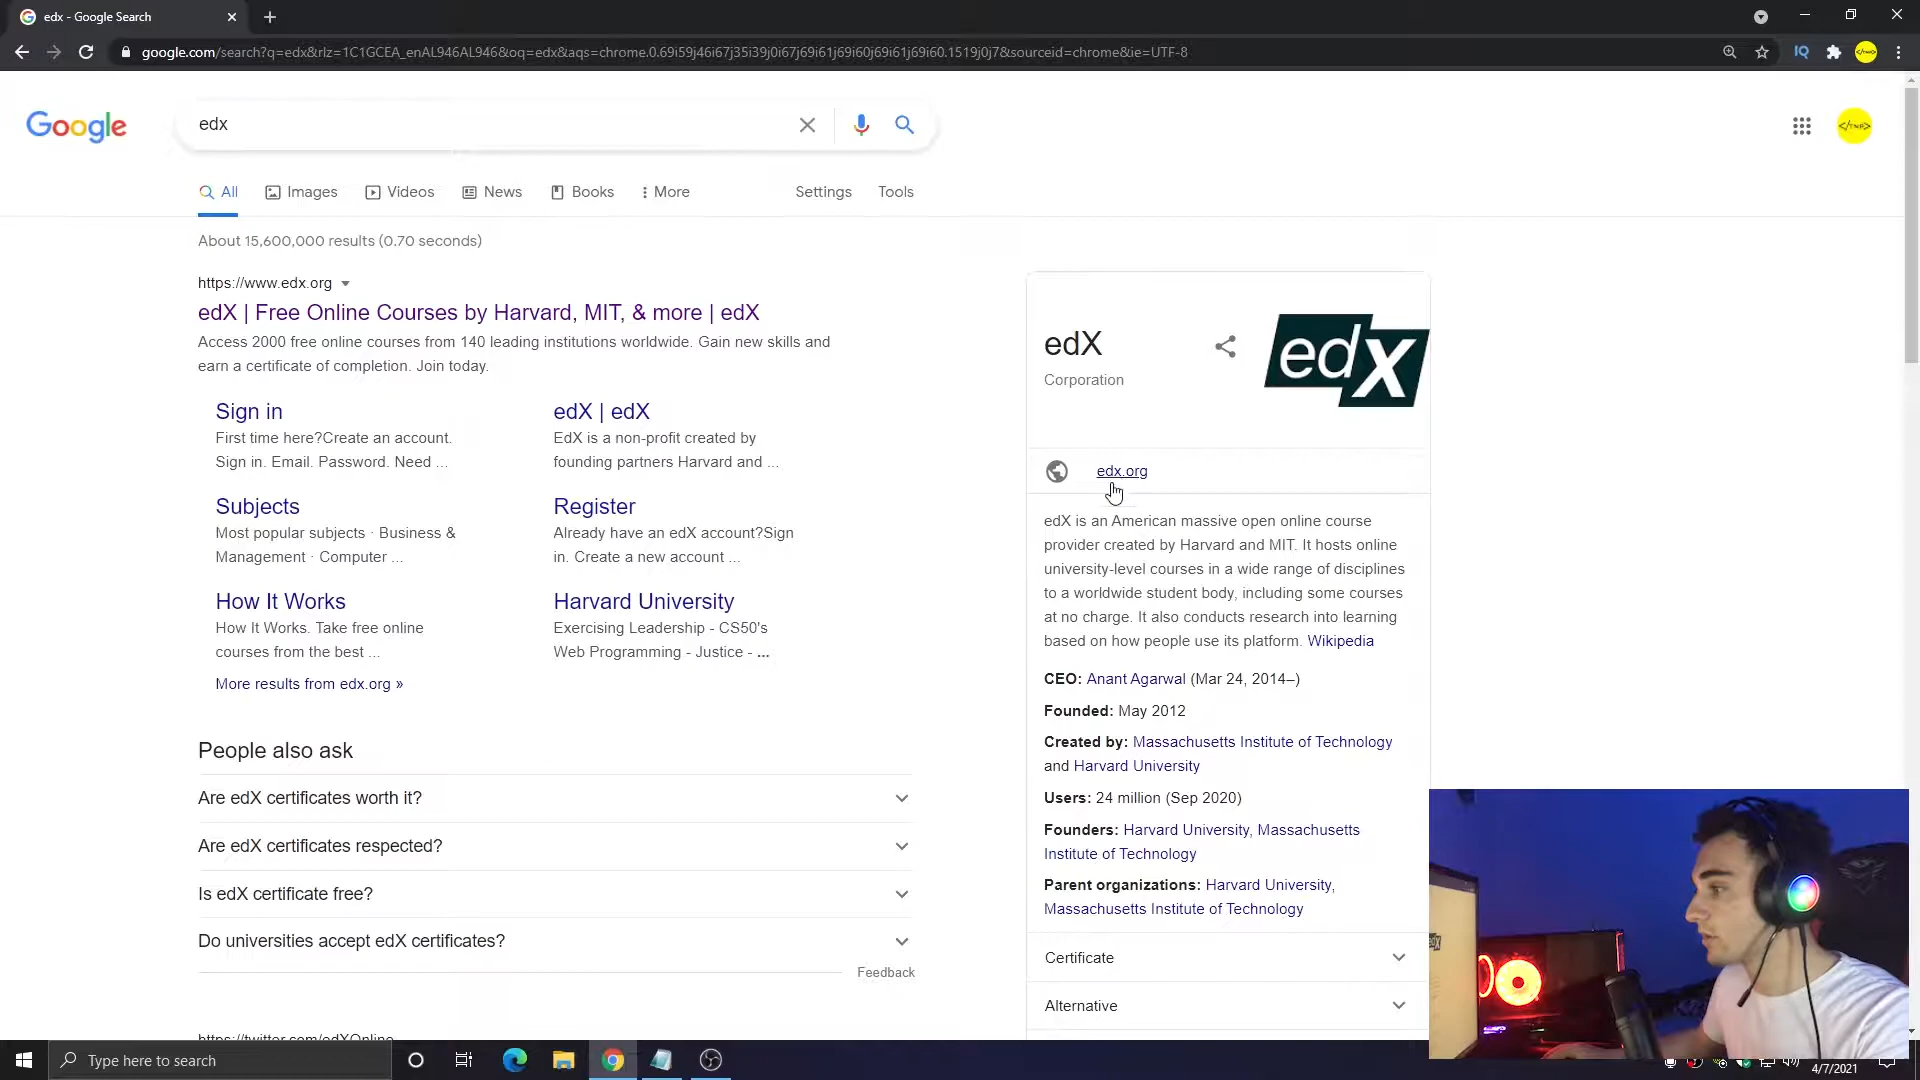 edx - Google Search
google.com/search?q=edx&rlz=1C1GCEA_enAL946AL946&oq=edx&aqs=chrome.0.69i59j46i67j35i39j0i67j69i61j69i60j69i61j69i60.1519j0j7&sourceid=chrome&ie=UTF-8
IQ
Google
edx
All
Images
Videos
News
Books
More
Settings
Tools
About 15,600,000 results (0.70 seconds)
https://www.edx.org
edX | Free Online Courses by Harvard, MIT, & more | edX
Access 2000 free online courses from 140 leading institutions worldwide. Gain new skills and
earn a certificate of completion. Join today.
Sign in
First time here?Create an account.
Sign in. Email. Password. Need ...
edX | edX
EdX is a non-profit created by
founding partners Harvard and ...
Subjects
Most popular subjects · Business &
Management · Computer ...
Register
Already have an edX account?Sign
in. Create a new account ...
How It Works
How It Works. Take free online
courses from the best ...
Harvard University
Exercising Leadership - CS50's
Web Programming - Justice - ...
More results from edx.org »
People also ask
Are edX certificates worth it?
Are edX certificates respected?
Is edX certificate free?
Do universities accept edX certificates?
Feedback
https://twitter.com/edXOnline
edX
Corporation
edX
edx.org
edX is an American massive open online course
provider created by Harvard and MIT. It hosts online
university-level courses in a wide range of disciplines
to a worldwide student body, including some courses
at no charge. It also conducts research into learning
based on how people use its platform. Wikipedia
CEO: Anant Agarwal (Mar 24, 2014–)
Founded: May 2012
Created by: Massachusetts Institute of Technology
and Harvard University
Users: 24 million (Sep 2020)
Founders: Harvard University, Massachusetts
Institute of Technology
Parent organizations: Harvard University,
Massachusetts Institute of Technology
Certificate
Alternative
Type here to search
4/7/2021